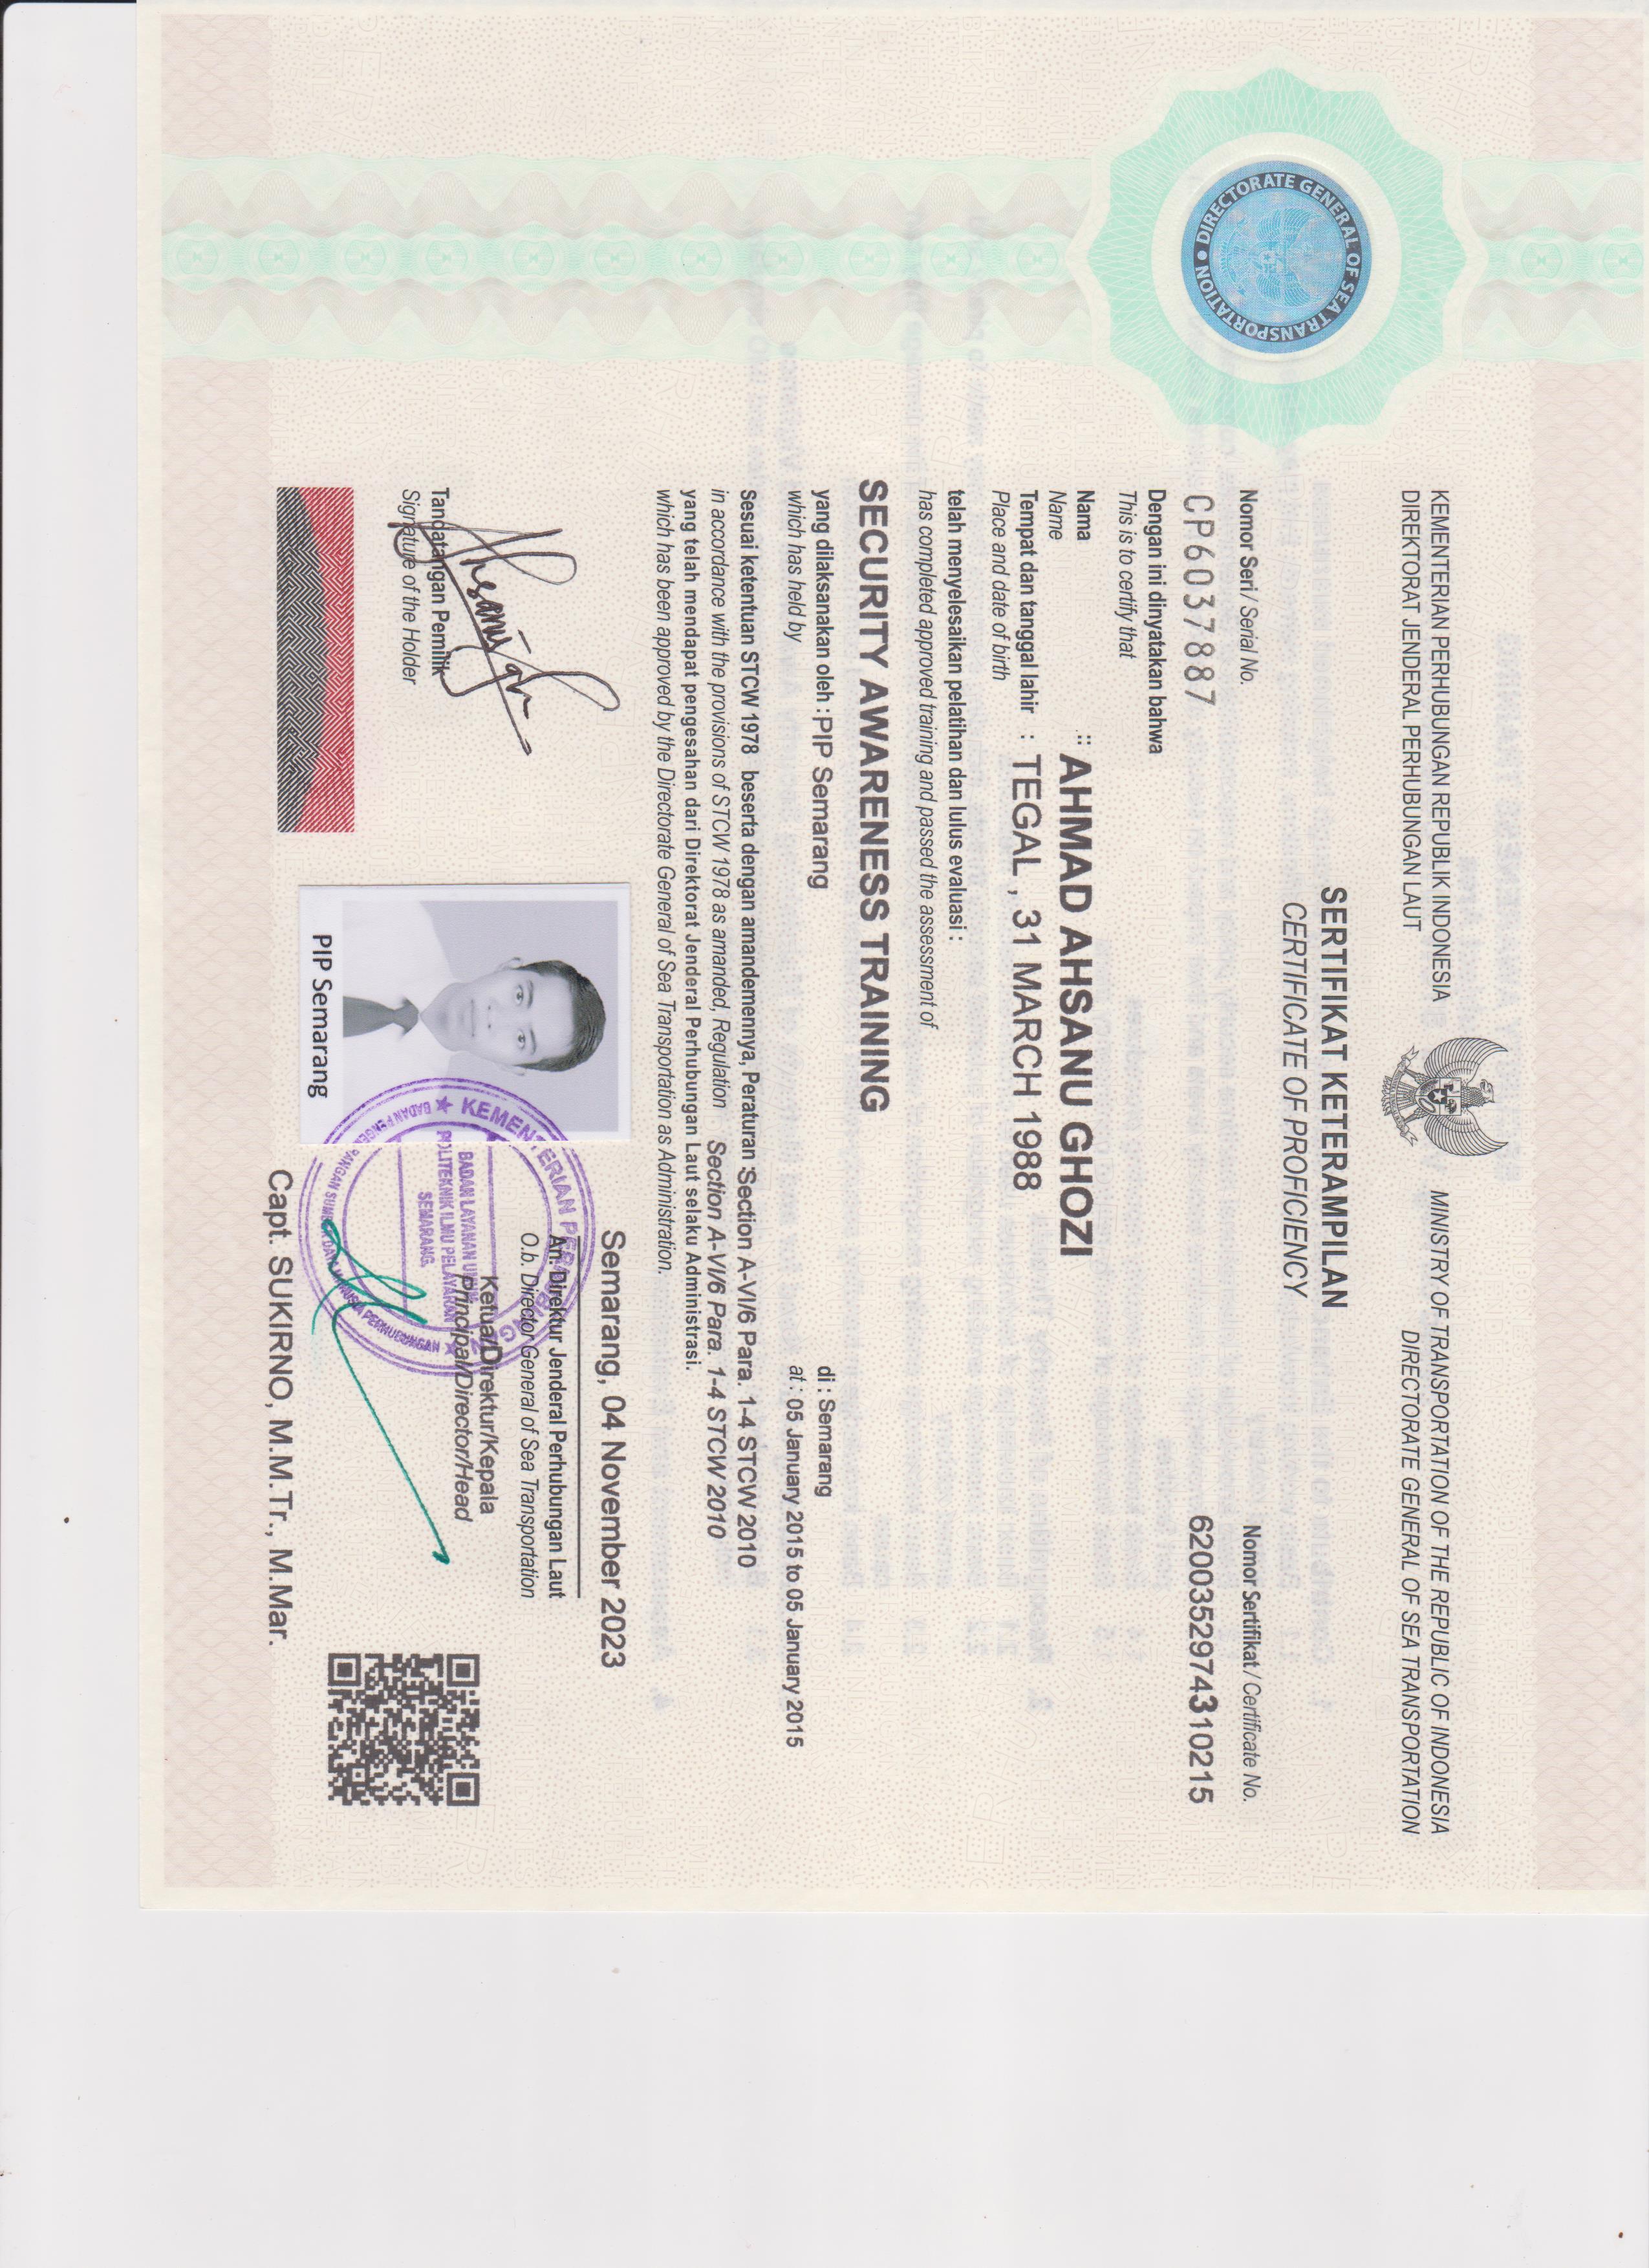 KEMENTERIAN PERHUBUNGAN REPUBLIK INDONESIA
DIREKTORAT JENDERAL PERHUBUNGAN LAUT
MINISTRY OF TRANSPORTATION OF THE REPUBLIC OF INDONESIA
DIRECTORATE GENERAL OF SEA TRANSPORTATION
DIRECTORATE GENERAL OF SEA TRANSPORTATION
SERTIFIKAT KETERAMPILAN
CERTIFICATE OF PROFICIENCY
Nomor Seri / Serial No.
CP6037887
Nomor Sertifikat / Certificate No.
6200352974310215
Dengan ini dinyatakan bahwa
This is to certify that
Nama :: AHMAD AHSANU GHOZI
Name
Tempat dan tanggal lahir : TEGAL , 31 MARCH 1988
Place and date of birth
telah menyelesaikan pelatihan dan lulus evaluasi :
has completed approved training and passed the assessment of
SECURITY AWARENESS TRAINING
yang dilaksanakan oleh : PIP Semarang di : Semarang
which has held by at : 05 January 2015 to 05 January 2015
Sesuai ketentuan STCW 1978 beserta dengan amandemennya, Peraturan :Section A-VI/6 Para. 1-4 STCW 2010
in accordance with the provisions of STCW 1978 as amanded, Regulation Section A-VI/6 Para. 1-4 STCW 2010
yang telah mendapat pengesahan dari Direktorat Jenderal Perhubungan Laut selaku Administrasi.
which has been approved by the Directorate General of Sea Transportation as Administration.
Semarang, 04 November 2023
An. Direktur Jenderal Perhubungan Laut
O.b. Director General of Sea Transportation
Ketua/Direktur/Kepala
Principal/Director/Head
KEMENTERIAN PERHUBUNGAN
BADAN LAYANAN UMUM
POLITEKNIK ILMU PELAYARAN
SEMARANG
Tandatangan Pemilik
Signature of the Holder
PIP Semarang
Capt. SUKIRNO, M.M.Tr., M.Mar.